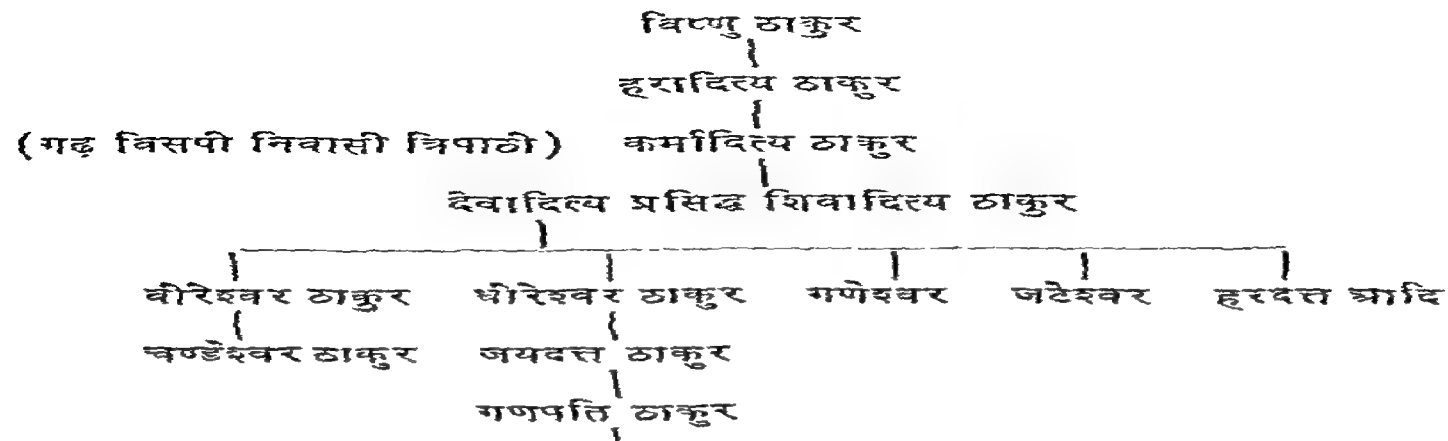 विष्णु ठाकुर
हरादित्य ठाकुर
(गढ़ विसपी निवासी त्रिपाठी) कर्मादित्य ठाकुर
देवादित्य प्रसिद्ध शिवादित्य ठाकुर
वीरेश्वर ठाकुर धीरेश्वर ठाकुर गणेश्वर जटेश्वर हरदत्त आदि
चण्डेश्वर ठाकुर जयदत्त ठाकुर
गणपति ठाकुर